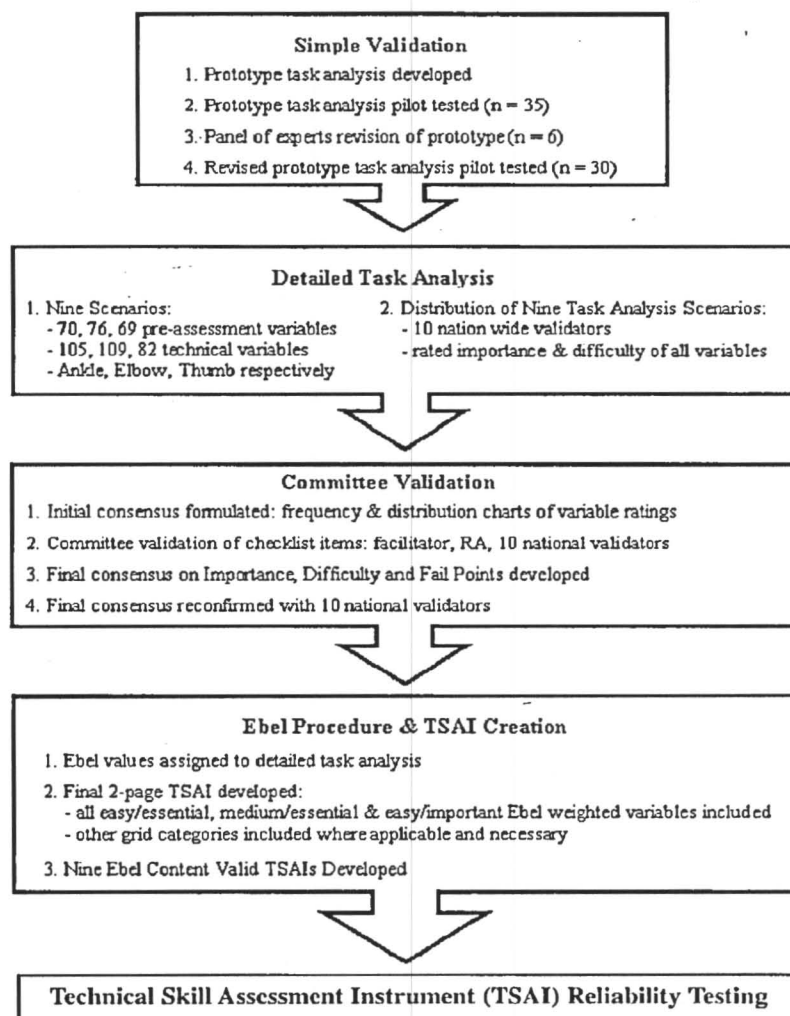 Simple Validation
1. Prototype task analysis developed
2. Prototype task analysis pilot tested (n = 35)
3. Panel of experts revision of prototype (n = 6)
4. Revised prototype task analysis pilot tested (n = 30)
Detailed Task Analysis
1. Nine Scenarios:
- 70, 76, 69 pre-assessment variables
- 105, 109, 82 technical variables
- Ankle, Elbow, Thumb respectively
2. Distribution of Nine Task Analysis Scenarios:
- 10 nation wide validators
- rated importance & difficulty of all variables
Committee Validation
1. Initial consensus formulated: frequency & distribution charts of variable ratings
2. Committee validation of checklist items: facilitator, RA, 10 national validators
3. Final consensus on Importance, Difficulty and Fail Points developed
4. Final consensus reconfirmed with 10 national validators
Ebel Procedure & TSAI Creation
1. Ebel values assigned to detailed task analysis
2. Final 2-page TSAI developed:
- all easy/essential, medium/essential & easy/important Ebel weighted variables included
- other grid categories included where applicable and necessary
3. Nine Ebel Content Valid TSAIs Developed
Technical Skill Assessment Instrument (TSAI) Reliability Testing